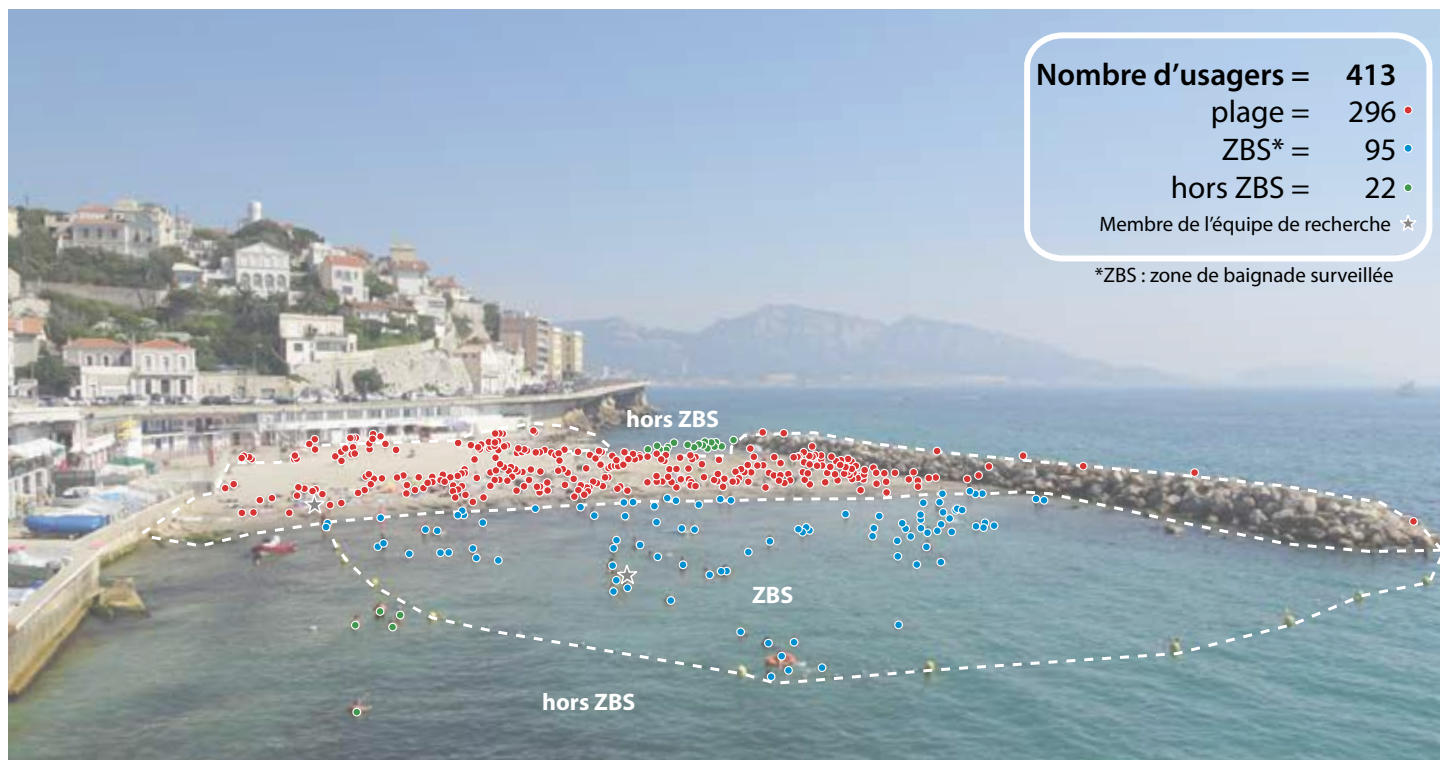 Nombre d’usagers = 413
plage = 296
ZBS* = 95
hors ZBS = 22
Membre de l’équipe de recherche
*ZBS : zone de baignade surveillée
hors ZBS
ZBS
hors ZBS